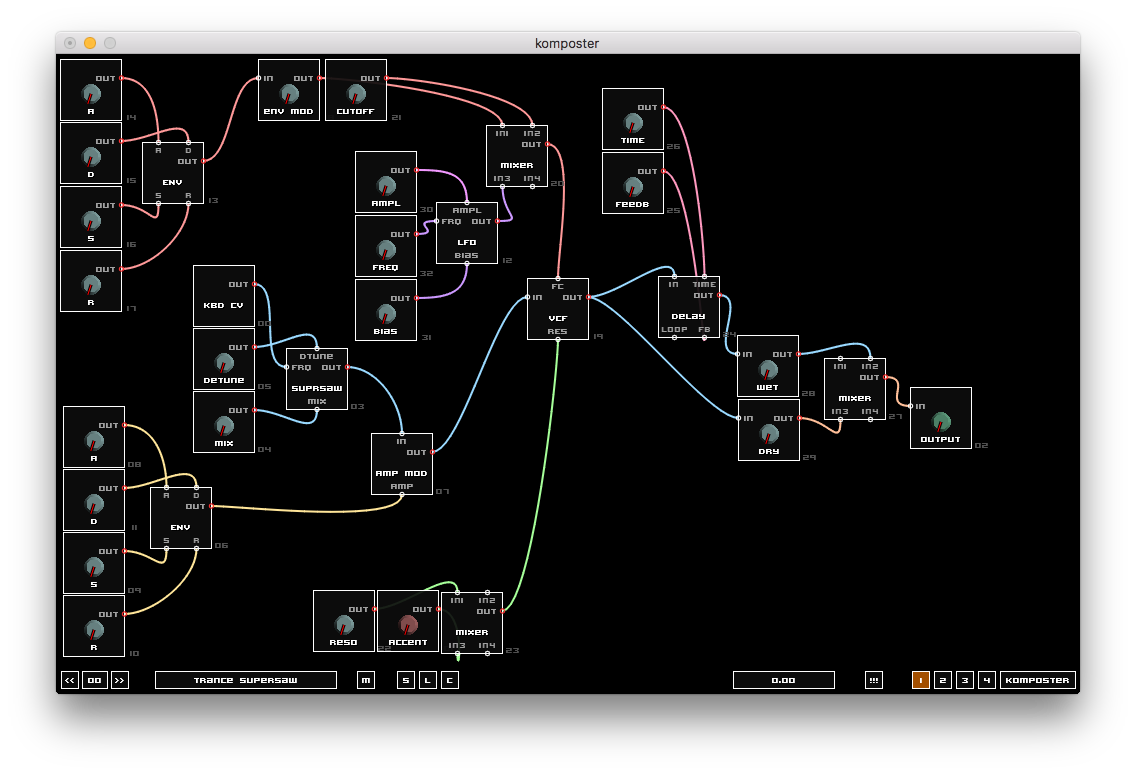 komposter
OUT
A
14
OUT
D
15
OUT
S
16
OUT
R
17
A D
OUT
ENV
S R
13
IN OUT
ENV MOD
OUT
CUTOFF
21
IN1 IN2
OUT
MIXER
IN3 IN4
20
OUT
TIME
26
OUT
FEEDB
25
OUT
AMPL
30
OUT
FREQ
32
OUT
BIAS
31
AMPL
FRQ OUT
LFO
BIAS
12
OUT
KBD CV
00
OUT
DETUNE
05
OUT
MIX
04
DTUNE
FRQ OUT
SUPRSAW
MIX
03
FC
IN OUT
VCF
RES
19
IN TIME
OUT
DELAY
LOOP FB
24
IN OUT
WET
28
IN OUT
DRY
29
IN1 IN2
OUT
MIXER
IN3 IN4
27
IN
OUTPUT
02
OUT
A
08
OUT
D
11
OUT
S
09
OUT
R
10
A D
OUT
ENV
S R
06
IN
OUT
AMP MOD
AMP
07
OUT
RESO
22
OUT
ACCENT
IN1 IN2
OUT
MIXER
IN3 IN4
23
<< 00 >> TRANCE SUPERSAW M S L C 0.00 !!! 1 2 3 4 KOMPOSTER